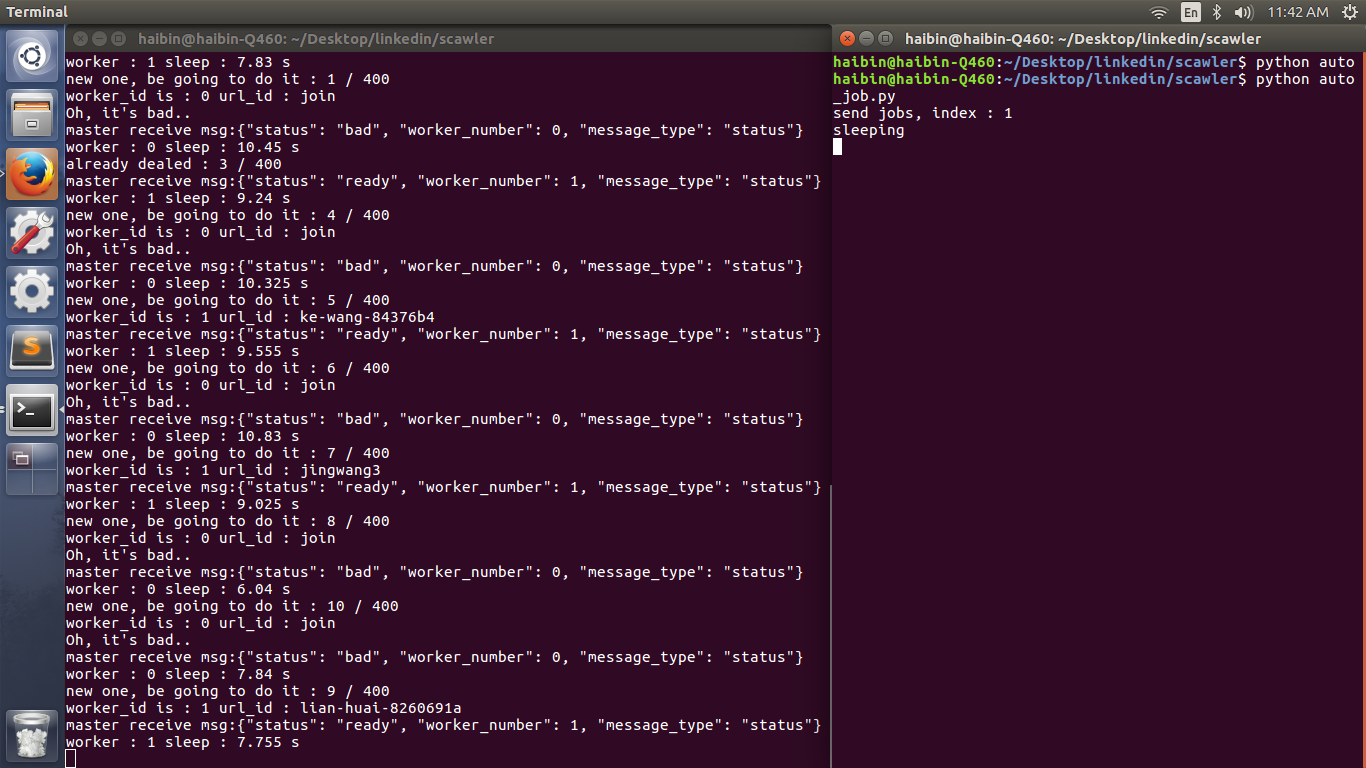 Terminal
En
11:42 AM
haibin@haibin-Q460: ~/Desktop/linkedin/scawler
worker : 1 sleep : 7.83 s
new one, be going to do it : 1 / 400
worker_id is : 0 url_id : join
Oh, it's bad..
master receive msg:{"status": "bad", "worker_number": 0, "message_type": "status"}
worker : 0 sleep : 10.45 s
already dealed : 3 / 400
master receive msg:{"status": "ready", "worker_number": 1, "message_type": "status"}
worker : 1 sleep : 9.24 s
new one, be going to do it : 4 / 400
worker_id is : 0 url_id : join
Oh, it's bad..
master receive msg:{"status": "bad", "worker_number": 0, "message_type": "status"}
worker : 0 sleep : 10.325 s
new one, be going to do it : 5 / 400
worker_id is : 1 url_id : ke-wang-84376b4
master receive msg:{"status": "ready", "worker_number": 1, "message_type": "status"}
worker : 1 sleep : 9.555 s
new one, be going to do it : 6 / 400
worker_id is : 0 url_id : join
Oh, it's bad..
master receive msg:{"status": "bad", "worker_number": 0, "message_type": "status"}
worker : 0 sleep : 10.83 s
new one, be going to do it : 7 / 400
worker_id is : 1 url_id : jingwang3
master receive msg:{"status": "ready", "worker_number": 1, "message_type": "status"}
worker : 1 sleep : 9.025 s
new one, be going to do it : 8 / 400
worker_id is : 0 url_id : join
Oh, it's bad..
master receive msg:{"status": "bad", "worker_number": 0, "message_type": "status"}
worker : 0 sleep : 6.04 s
new one, be going to do it : 10 / 400
worker_id is : 0 url_id : join
Oh, it's bad..
master receive msg:{"status": "bad", "worker_number": 0, "message_type": "status"}
worker : 0 sleep : 7.84 s
new one, be going to do it : 9 / 400
worker_id is : 1 url_id : lian-huai-8260691a
master receive msg:{"status": "ready", "worker_number": 1, "message_type": "status"}
worker : 1 sleep : 7.755 s
haibin@haibin-Q460: ~/Desktop/linkedin/scawler
haibin@haibin-Q460:~/Desktop/linkedin/scawler$ python auto
haibin@haibin-Q460:~/Desktop/linkedin/scawler$ python auto
_job.py
send jobs, index : 1
sleeping